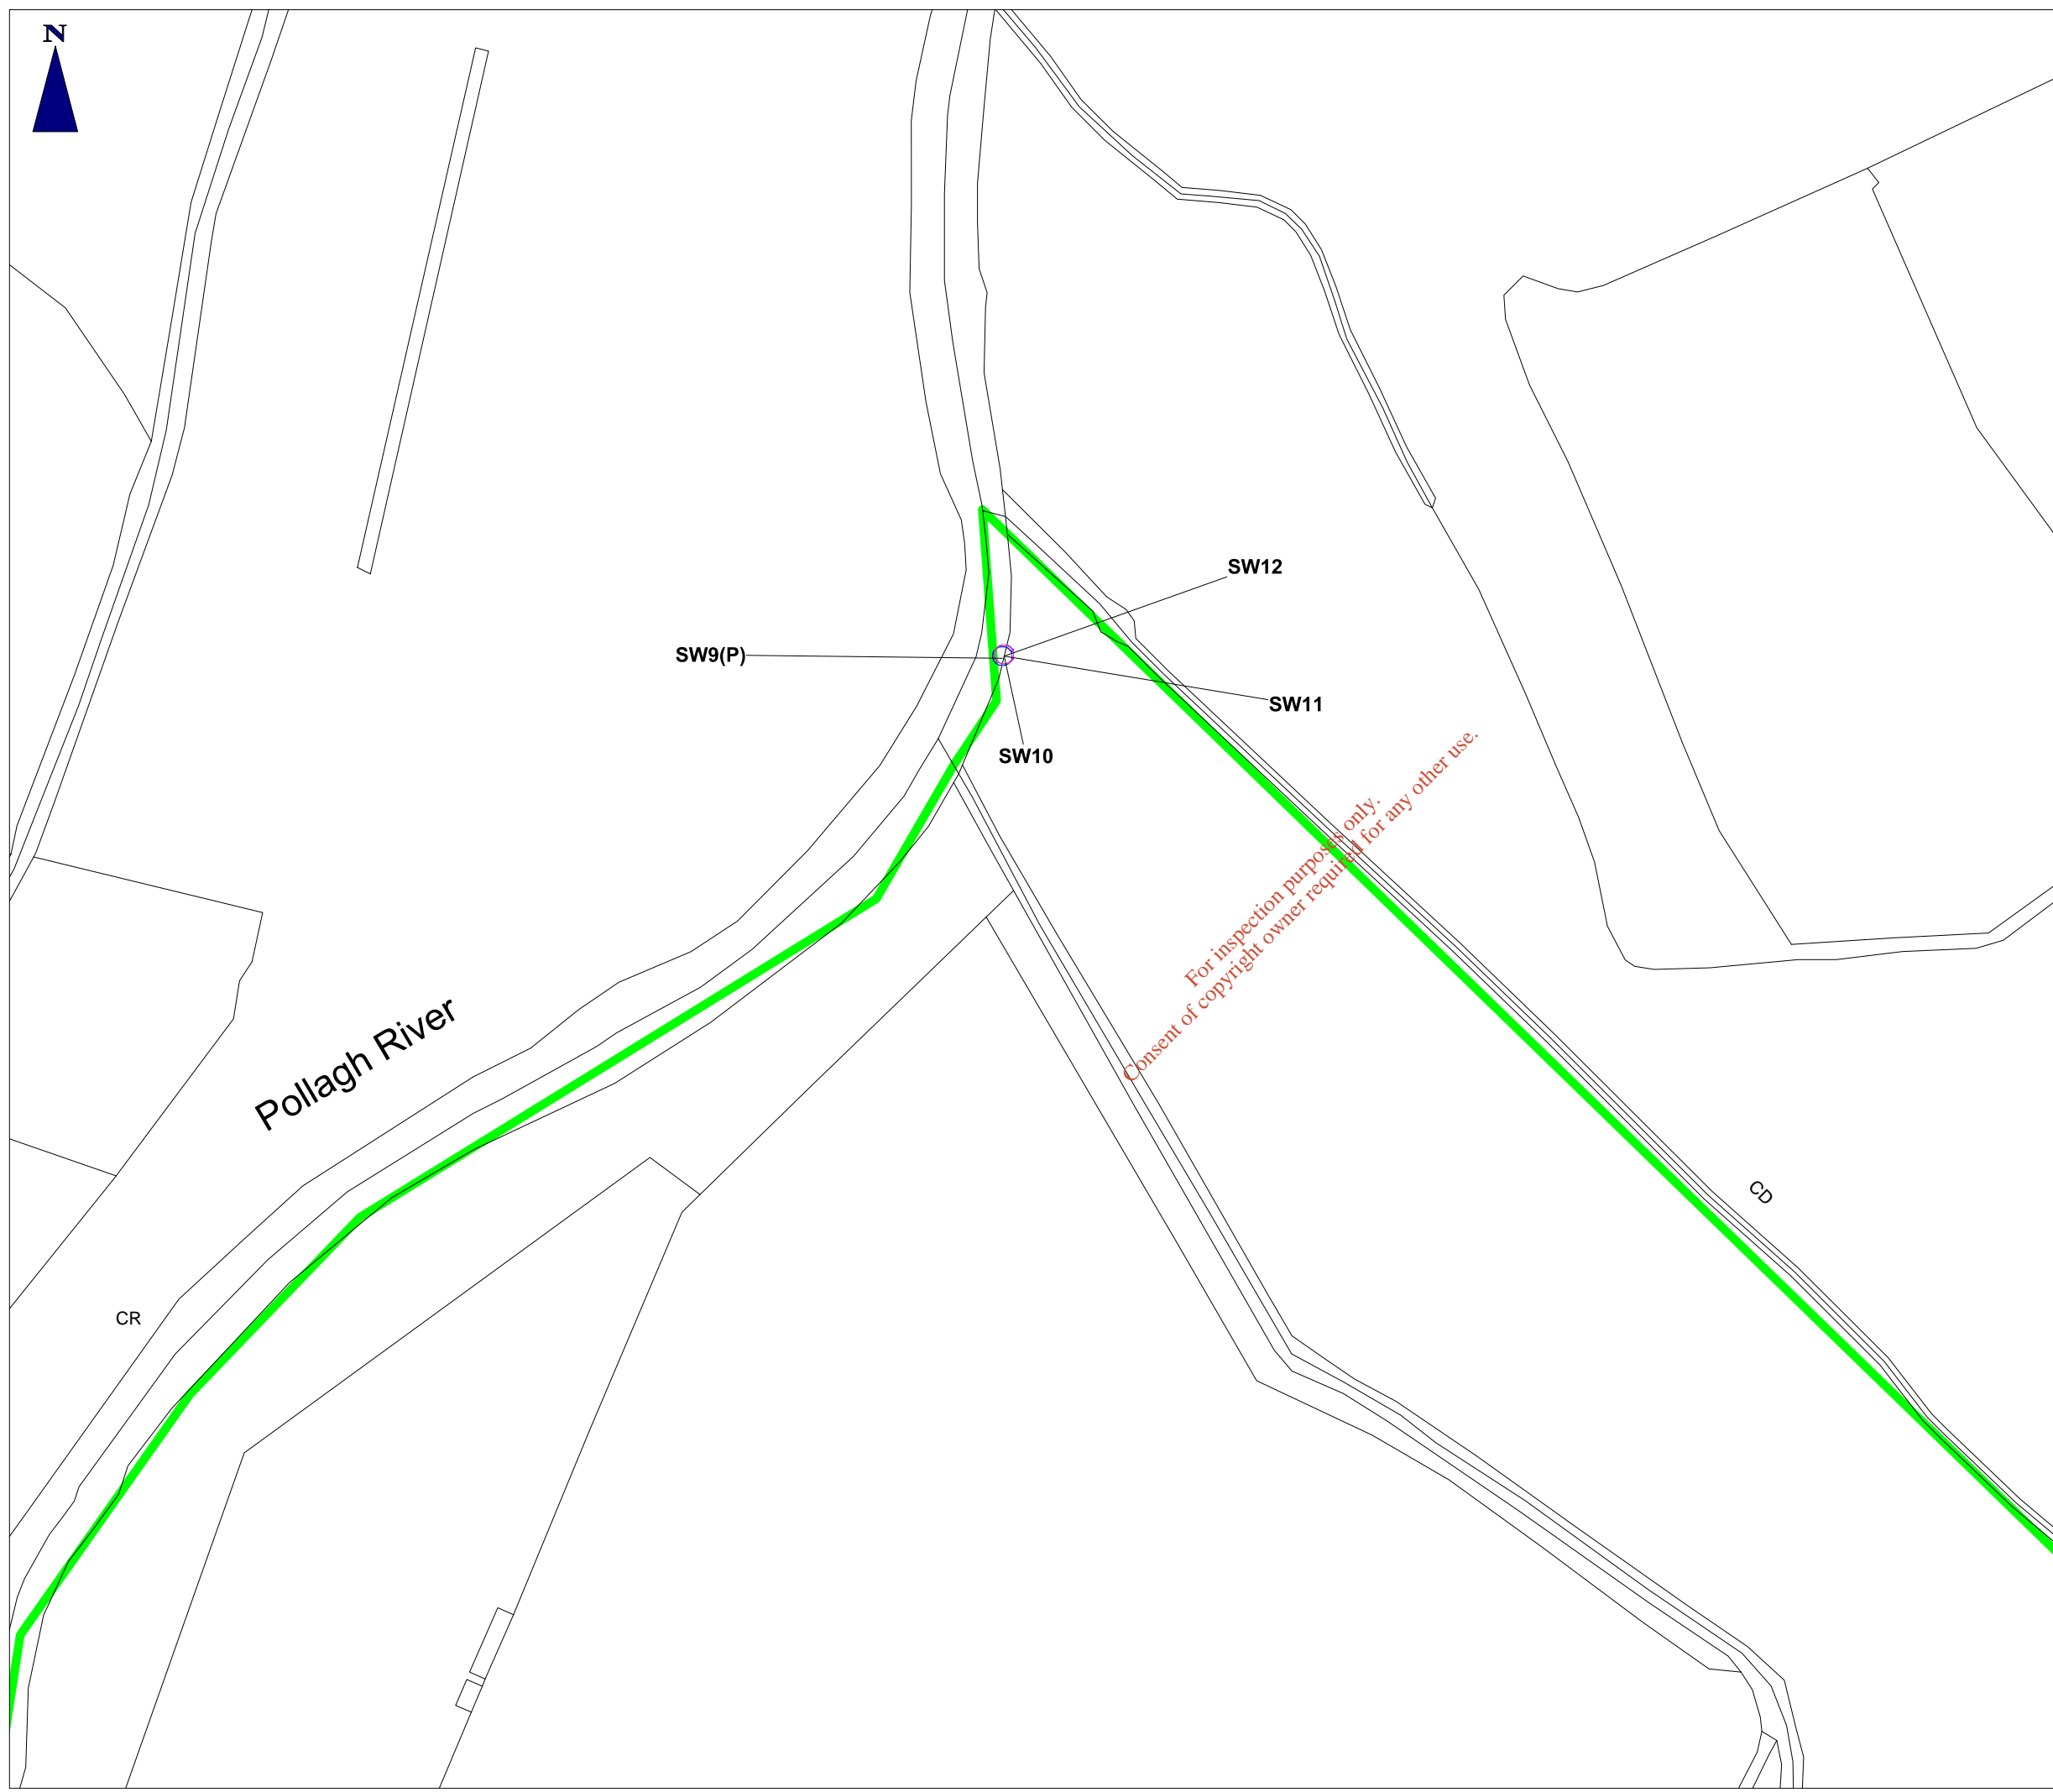 N
SW12
SW9(P)
SW11
SW10
For inspection purposes only.
Consent of copyright owner required for any other use.
Pollagh River
CD
CR